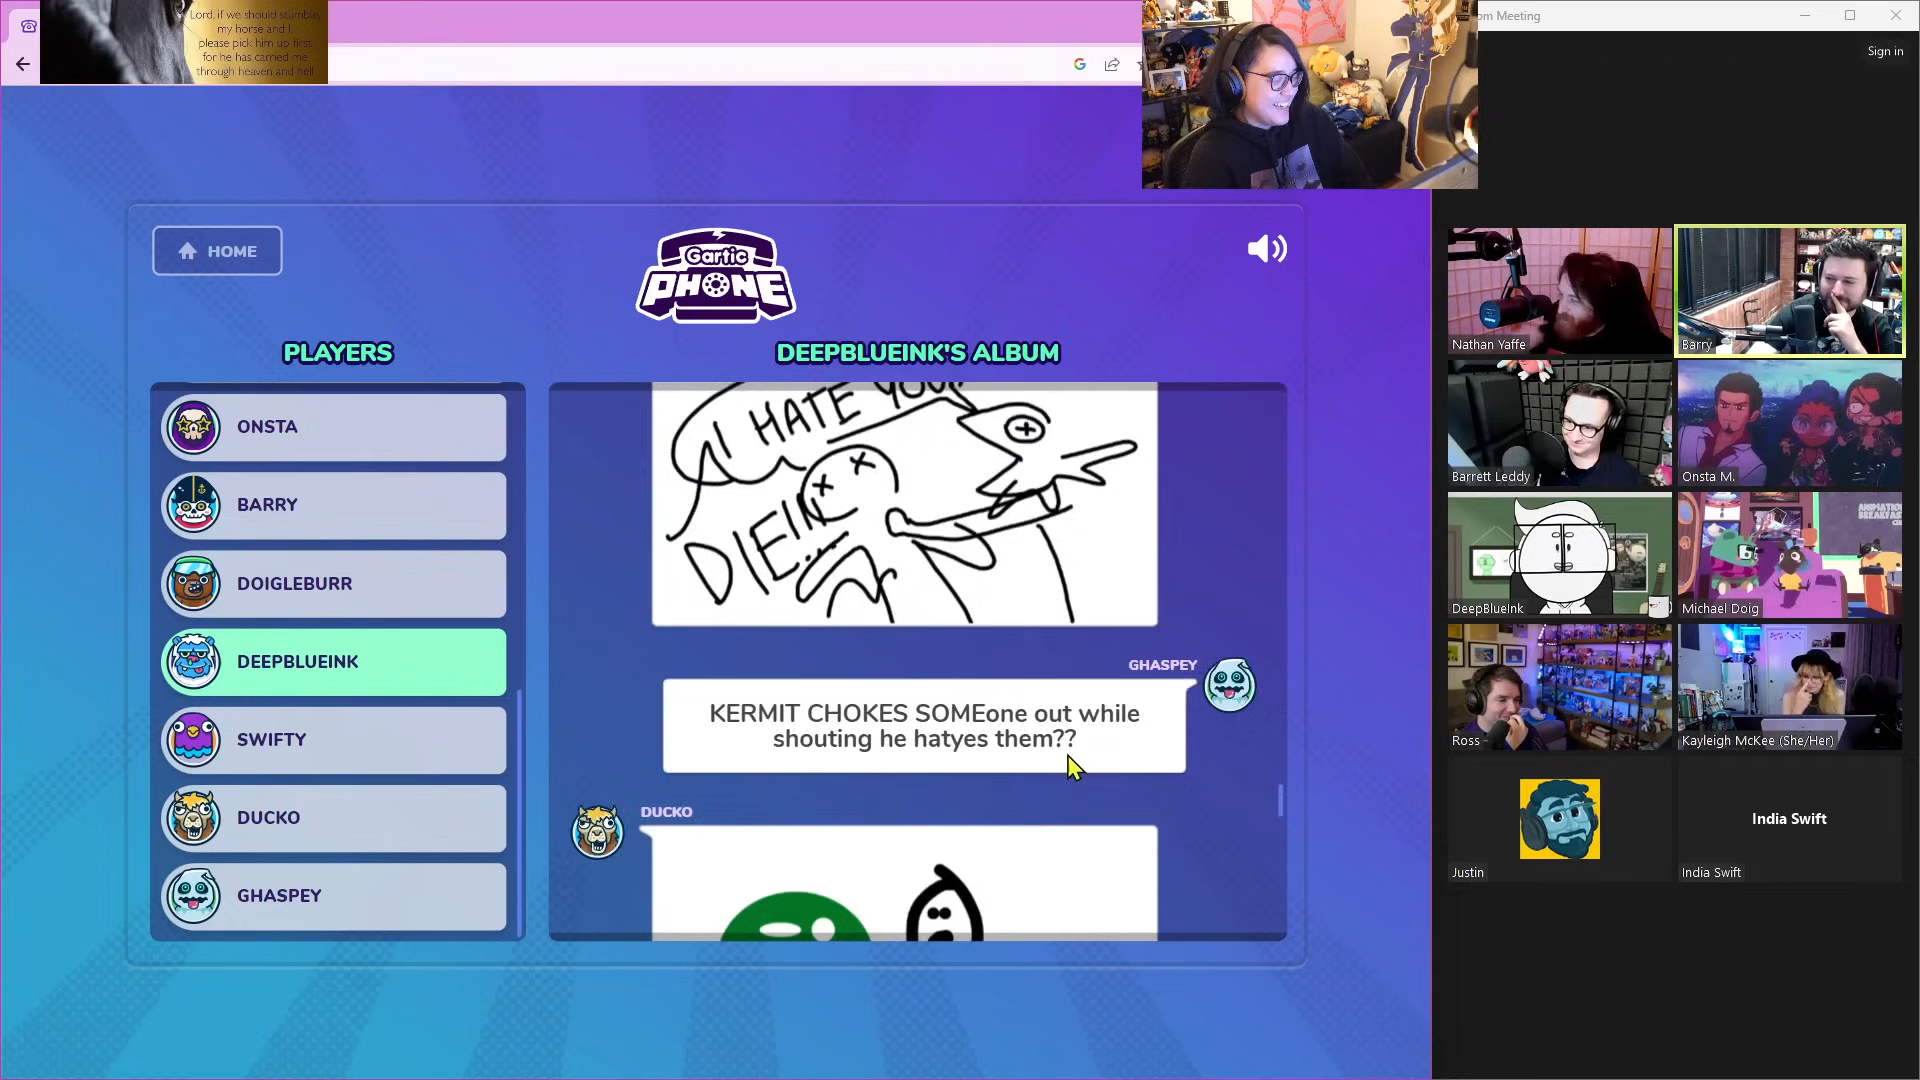 Lord, if we should stumble,
my horse and I,
please pick him up first
for he has carried me
through heaven and hell
om Meeting
Sign in
HOME
Gartic
PHONE
PLAYERS
DEEPBLUEINK'S ALBUM
ONSTA
BARRY
DOIGLEBURR
DEEPBLUEINK
SWIFTY
DUCKO
GHASPEY
I HATE YOU
DIE!!!...
GHASPEY
KERMIT CHOKES SOMEone out while
shouting he hatyes them??
DUCKO
Nathan Yaffe
Barry
Barrett Leddy
Onsta M.
DeepBlueInk
ANIMATION
BREAKFAST
Michael Doig
Ross -
Kayleigh McKee (She/Her)
Justin
India Swift
India Swift